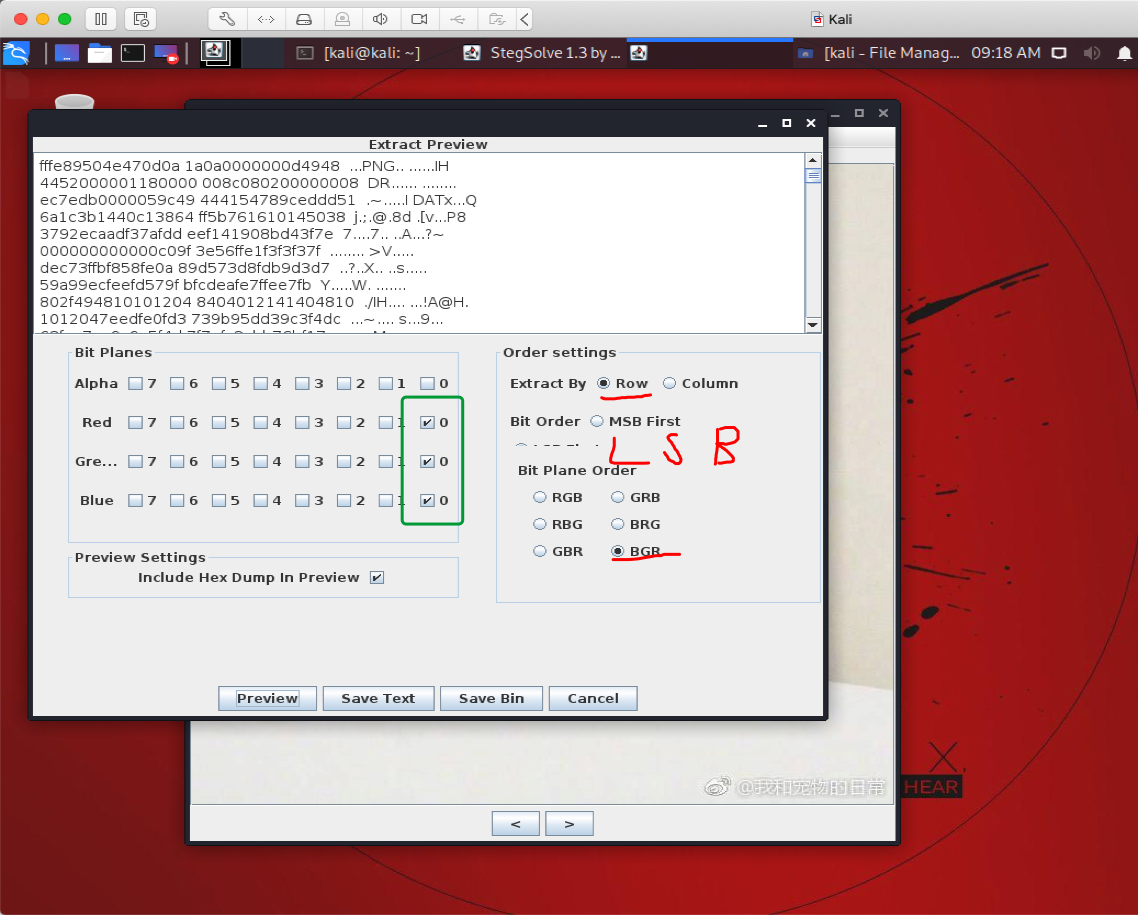 Kali
[kali@kali: ~]
StegSolve 1.3 by ...
[kali - File Manag...
09:18 AM
Extract Preview
fffe89504e470d0a 1a0a0000000d4948 ...PNG.. ......IH
4452000001180000 008c080200000008 DR...... ........
ec7edb0000059c49 444154789ceddd51 .~.....I DATx...Q
6a1c3b1440c13864 ff5b761610145038 j.;.@.8d .[v...P8
3792ecaadf37afdd eef141908bd43f7e 7....7.. ..A...?~
000000000000c09f 3e56ffe1f3f3f37f ........ >V.....
dec73ffbf858fe0a 89d573d8fdb9d3d7 ..?..X.. ..s.....
59a99ecfeefd579f bfcdeafe7ffee7fb Y.....W. .......
802f494810101204 8404012141404810 ./IH.... ...!A@H.
1012047eedfe0fd3 739b95dd39c3f4dc ...~.... s...9...
Bit Planes
Alpha 7 6 5 4 3 2 1 0
Red 7 6 5 4 3 2 1 0
Gre... 7 6 5 4 3 2 1 0
Blue 7 6 5 4 3 2 1 0
Preview Settings
Include Hex Dump In Preview
Order settings
Extract By Row Column
Bit Order MSB First
LSB
Bit Plane Order
RGB GRB
RBG BRG
GBR BGR
Preview Save Text Save Bin Cancel
@我和宠物的日常
HEAR
< >